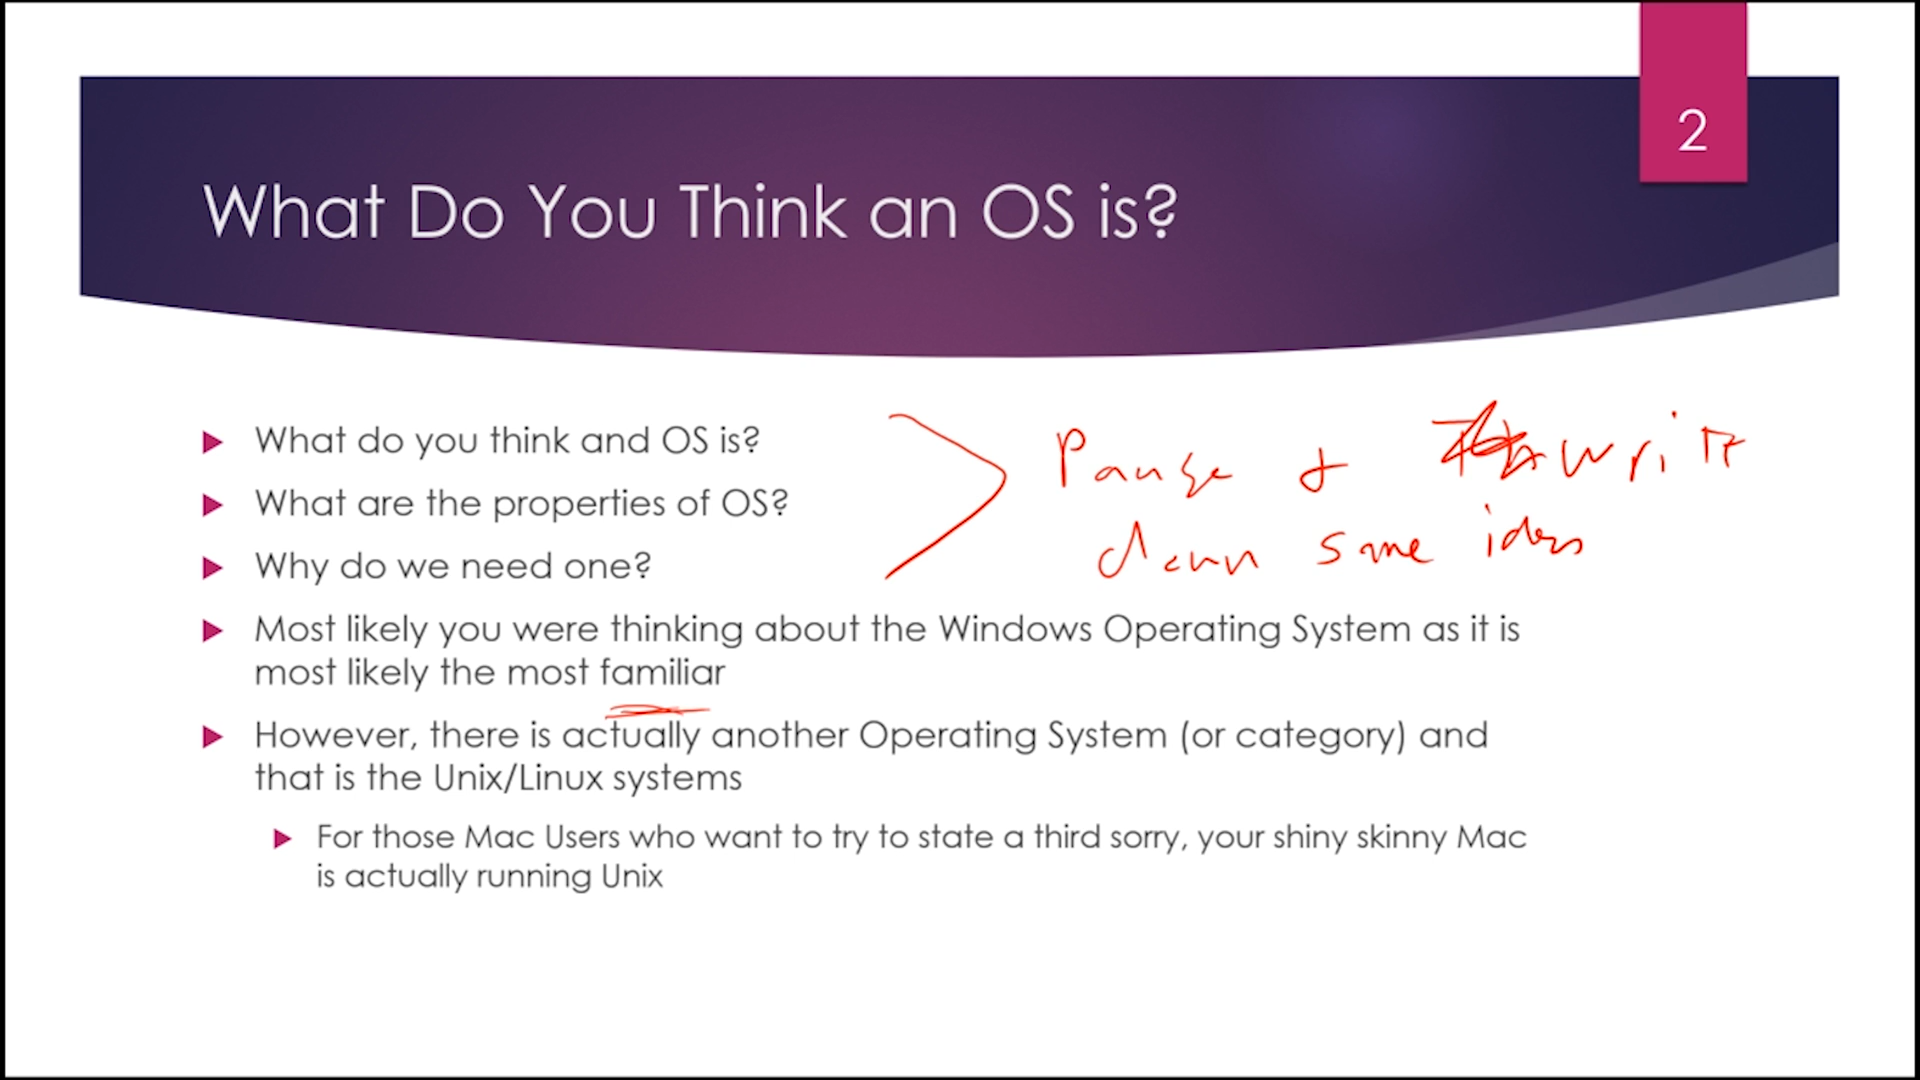 2
What Do You Think an OS is?
What do you think and OS is?
What are the properties of OS?
Why do we need one?
Pause & write
down some ideas
Most likely you were thinking about the Windows Operating System as it is
most likely the most familiar
However, there is actually another Operating System (or category) and
that is the Unix/Linux systems
For those Mac Users who want to try to state a third sorry, your shiny skinny Mac
is actually running Unix